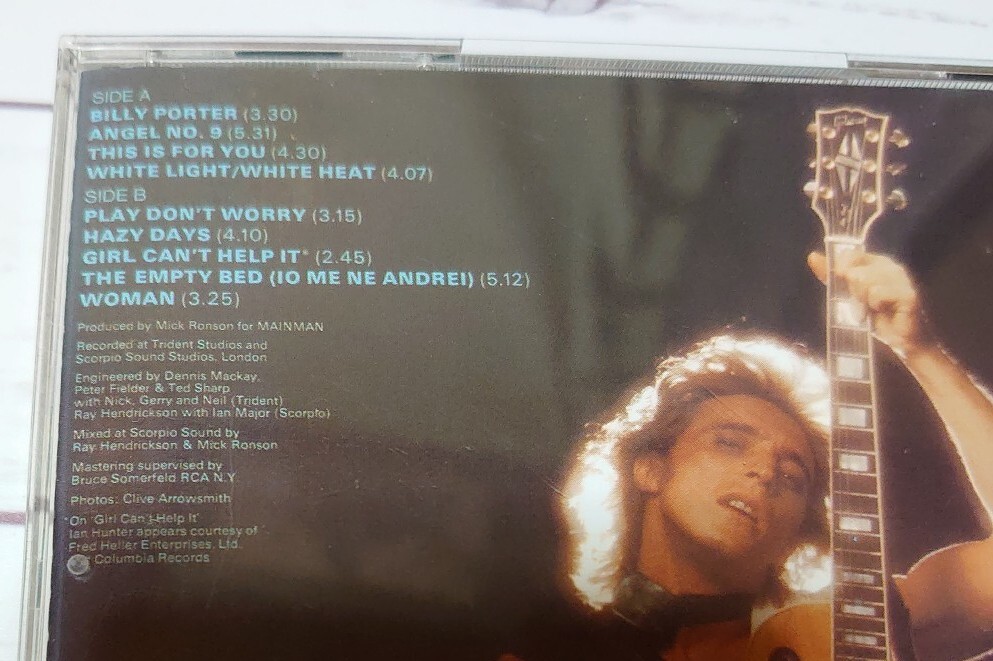 SIDE A
BILLY PORTER (3.30)
ANGEL NO. 9 (5.31)
THIS IS FOR YOU (4.30)
WHITE LIGHT/WHITE HEAT (4.07)
SIDE B
PLAY DON'T WORRY (3.15)
HAZY DAYS (4.10)
GIRL CAN'T HELP IT* (2.45)
THE EMPTY BED (IO ME NE ANDREI) (5.12)
WOMAN (3.25)
Produced by Mick Ronson for MAINMAN
Recorded at Trident Studios and
Scorpio Sound Studios, London
Engineered by Dennis Mackay,
Peter Fielder & Ted Sharp
with Nick, Gerry and Neil (Trident)
Ray Hendrickson with Ian Major (Scorpio)
Mixed at Scorpio Sound by
Ray Hendrickson & Mick Ronson
Mastering supervised by
Bruce Somerfeld RCA N.Y.
Photos: Clive Arrowsmith
*On 'Girl Can't Help It'
Ian Hunter appears courtesy of
Fred Heller Enterprises, Ltd.
Columbia Records